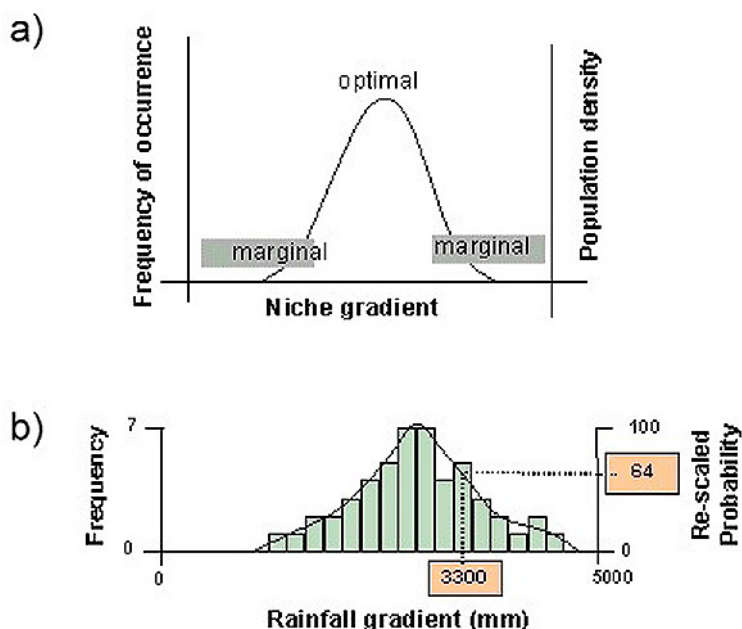 a)
Frequency of occurrence
optimal
Population density
marginal
marginal
Niche gradient
b)
Frequency
7
0
100
64
0
Re-scaled
Probability
0
3300
5000
Rainfall gradient (mm)